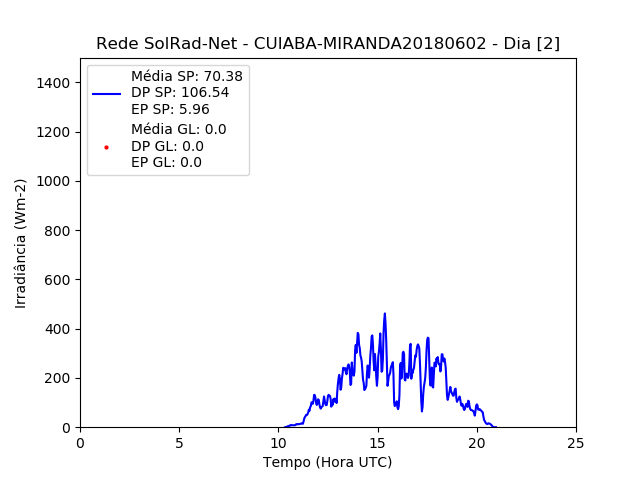 Rede SolRad-Net - CUIABA-MIRANDA20180602 - Dia [2]
Média SP: 70.38
DP SP: 106.54
EP SP: 5.96
Média GL: 0.0
DP GL: 0.0
EP GL: 0.0
1400
1200
1000
800
600
400
200
0
Irradiância (Wm-2)
0 5 10 15 20 25
Tempo (Hora UTC)